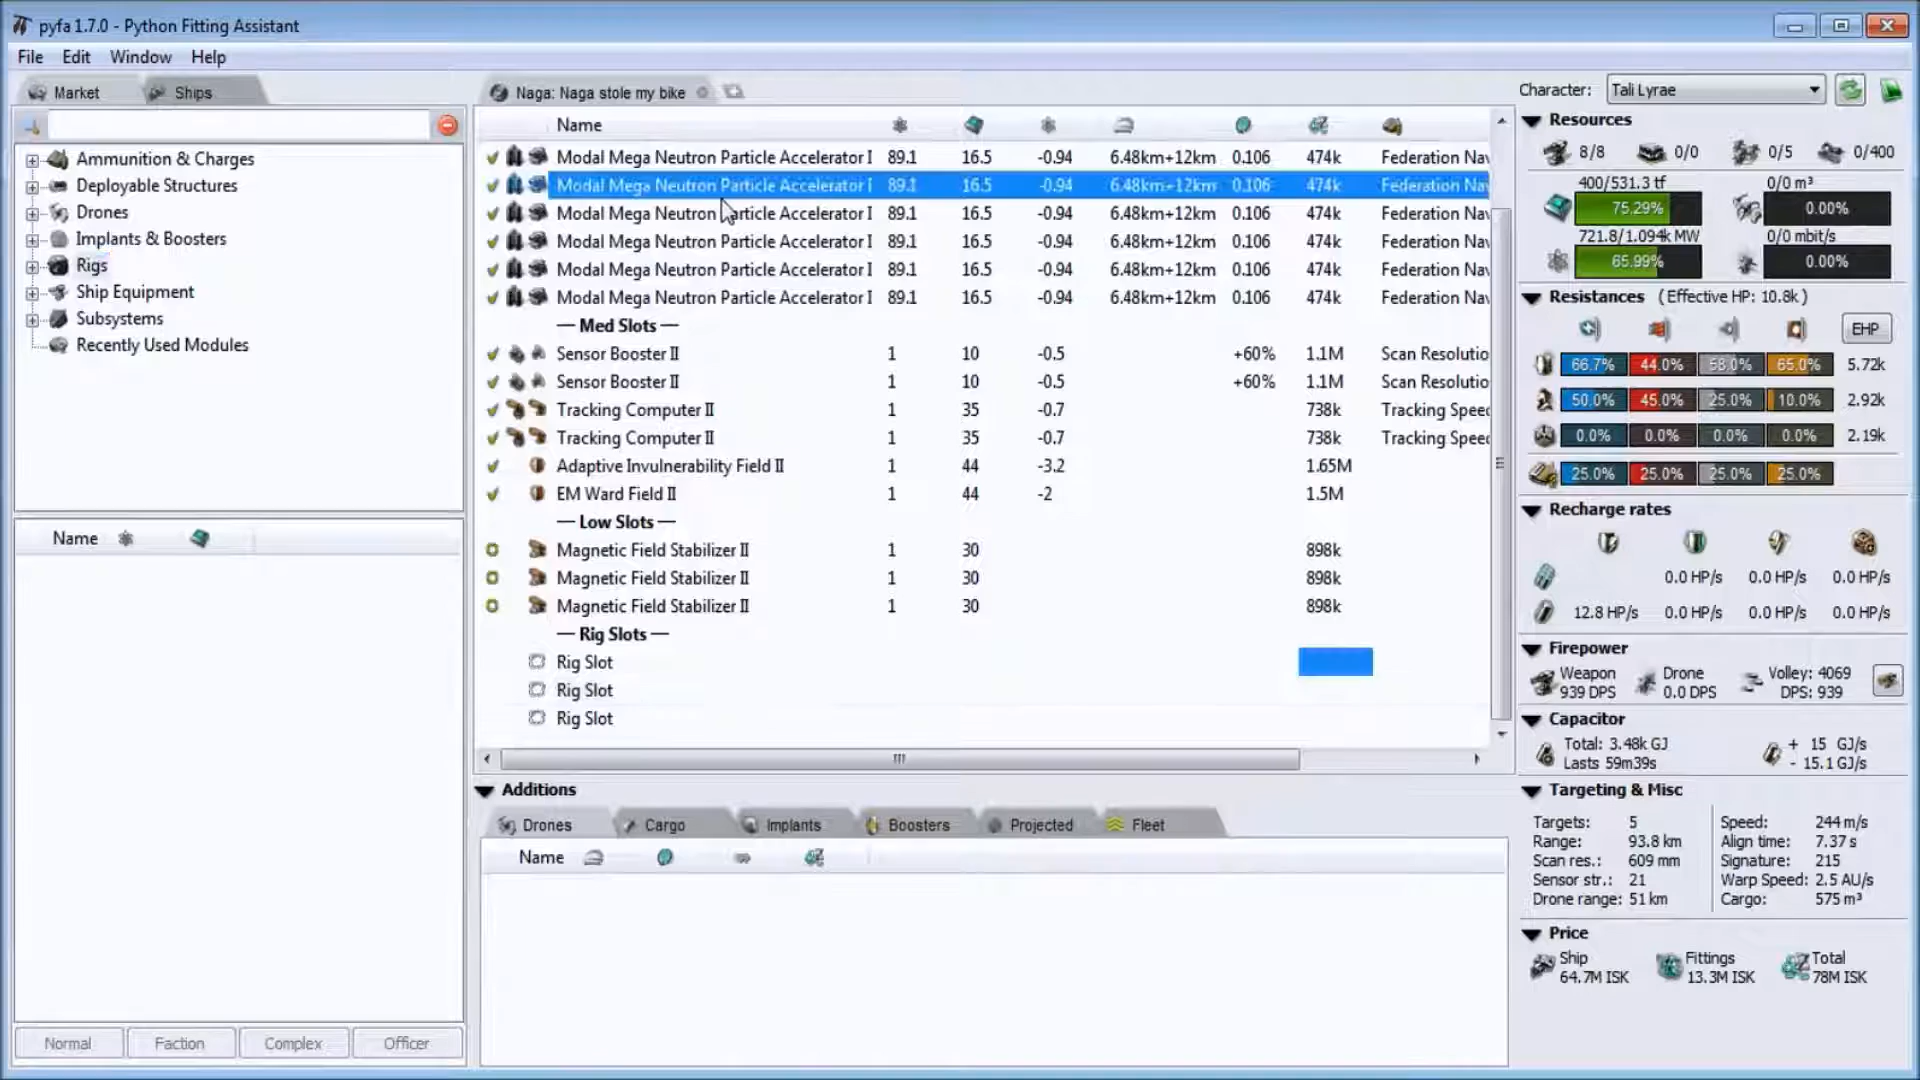 pyfa 1.7.0 - Python Fitting Assistant
File Edit Window Help
Market Ships
Ammunition & Charges
Deployable Structures
Drones
Implants & Boosters
Rigs
Ship Equipment
Subsystems
Recently Used Modules
Name
Normal Faction Complex Officer
Naga: Naga stole my bike
Name
Modal Mega Neutron Particle Accelerator I 89.1 16.5 -0.94 6.48km+12km 0.106 474k Federation Nav
Modal Mega Neutron Particle Accelerator I 89.1 16.5 -0.94 6.48km+12km 0.106 474k Federation Nav
Modal Mega Neutron Particle Accelerator I 89.1 16.5 -0.94 6.48km+12km 0.106 474k Federation Nav
Modal Mega Neutron Particle Accelerator I 89.1 16.5 -0.94 6.48km+12km 0.106 474k Federation Nav
Modal Mega Neutron Particle Accelerator I 89.1 16.5 -0.94 6.48km+12km 0.106 474k Federation Nav
Modal Mega Neutron Particle Accelerator I 89.1 16.5 -0.94 6.48km+12km 0.106 474k Federation Nav
— Med Slots —
Sensor Booster II 1 10 -0.5 +60% 1.1M Scan Resolutio
Sensor Booster II 1 10 -0.5 +60% 1.1M Scan Resolutio
Tracking Computer II 1 35 -0.7 738k Tracking Speed
Tracking Computer II 1 35 -0.7 738k Tracking Speed
Adaptive Invulnerability Field II 1 44 -3.2 1.65M
EM Ward Field II 1 44 -2 1.5M
— Low Slots —
Magnetic Field Stabilizer II 1 30 898k
Magnetic Field Stabilizer II 1 30 898k
Magnetic Field Stabilizer II 1 30 898k
— Rig Slots —
Rig Slot
Rig Slot
Rig Slot
Additions
Drones Cargo Implants Boosters Projected Fleet
Name
Character: Tali Lyrae
Resources
8/8 0/0 0/5 0/400
400/531.3 tf 0/0 m³
75.29% 0.00%
721.8/1.094k MW 0/0 mbit/s
65.99% 0.00%
Resistances (Effective HP: 10.8k)
EHP
66.7% 44.0% 58.0% 65.0% 5.72k
50.0% 45.0% 25.0% 10.0% 2.92k
0.0% 0.0% 0.0% 0.0% 2.19k
25.0% 25.0% 25.0% 25.0%
Recharge rates
0.0 HP/s 0.0 HP/s 0.0 HP/s
12.8 HP/s 0.0 HP/s 0.0 HP/s 0.0 HP/s
Firepower
Weapon Drone Volley: 4069
939 DPS 0.0 DPS DPS: 939
Capacitor
Total: 3.48k GJ + 15 GJ/s
Lasts 59m39s - 15.1 GJ/s
Targeting & Misc
Targets: 5 Speed: 244 m/s
Range: 93.8 km Align time: 7.37 s
Scan res.: 609 mm Signature: 215
Sensor str.: 21 Warp Speed: 2.5 AU/s
Drone range: 51 km Cargo: 575 m³
Price
Ship Fittings Total
64.7M ISK 13.3M ISK 78M ISK